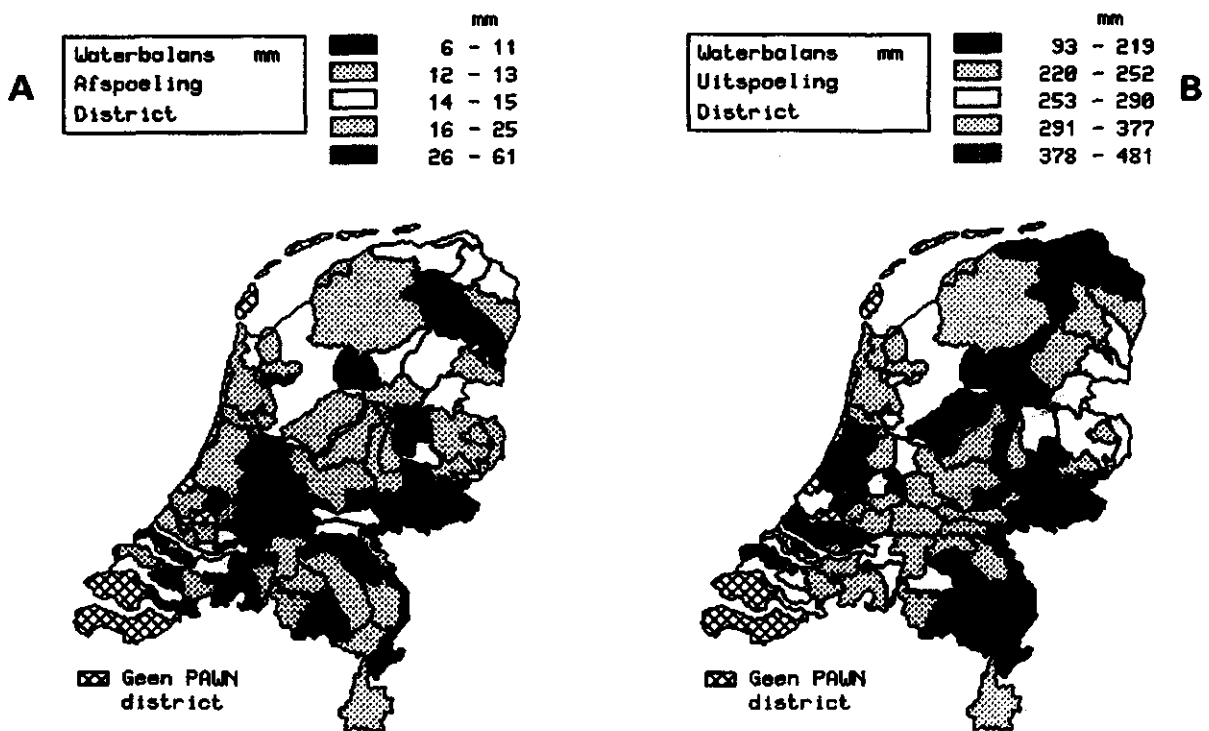 A
Waterbalans mm
Afspoeling
District
mm
6 - 11
12 - 13
14 - 15
16 - 25
26 - 61
Geen PAWN
district
B
Waterbalans mm
Uitspoeling
District
mm
93 - 219
220 - 252
253 - 290
291 - 377
378 - 481
Geen PAWN
district